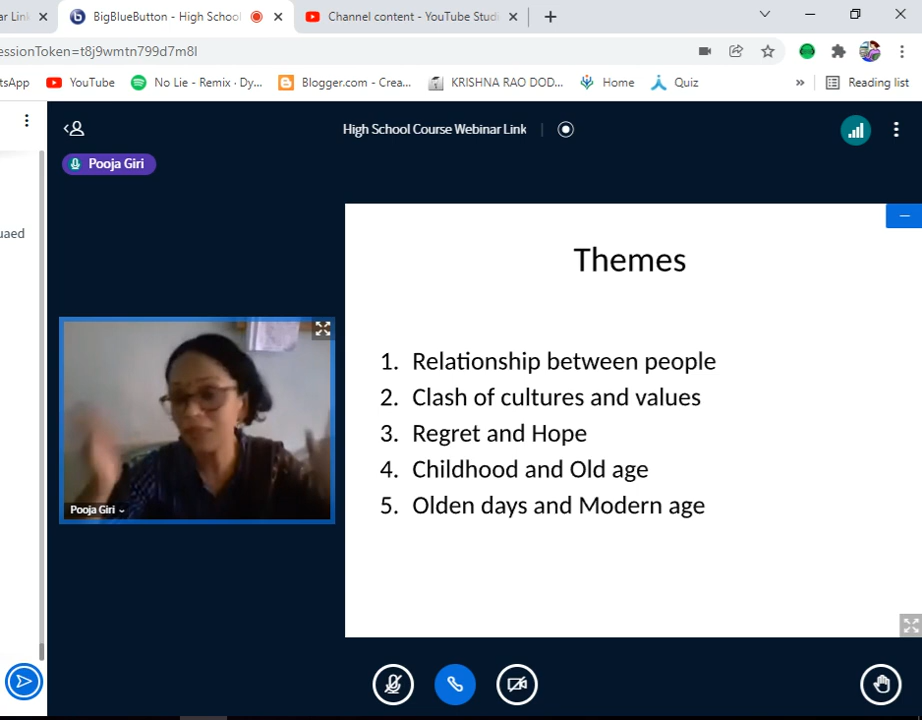 ar Link
BigBlueButton - High School
Channel content - YouTube Studi
essionToken=t8j9wmtn799d7m8l
tsApp
YouTube
No Lie - Remix · Dy...
Blogger.com - Crea...
KRISHNA RAO DOD...
Home
Quiz
»
Reading list
High School Course Webinar Link
Pooja Giri
uaed
Themes
1. Relationship between people
2. Clash of cultures and values
3. Regret and Hope
4. Childhood and Old age
5. Olden days and Modern age
Pooja Giri